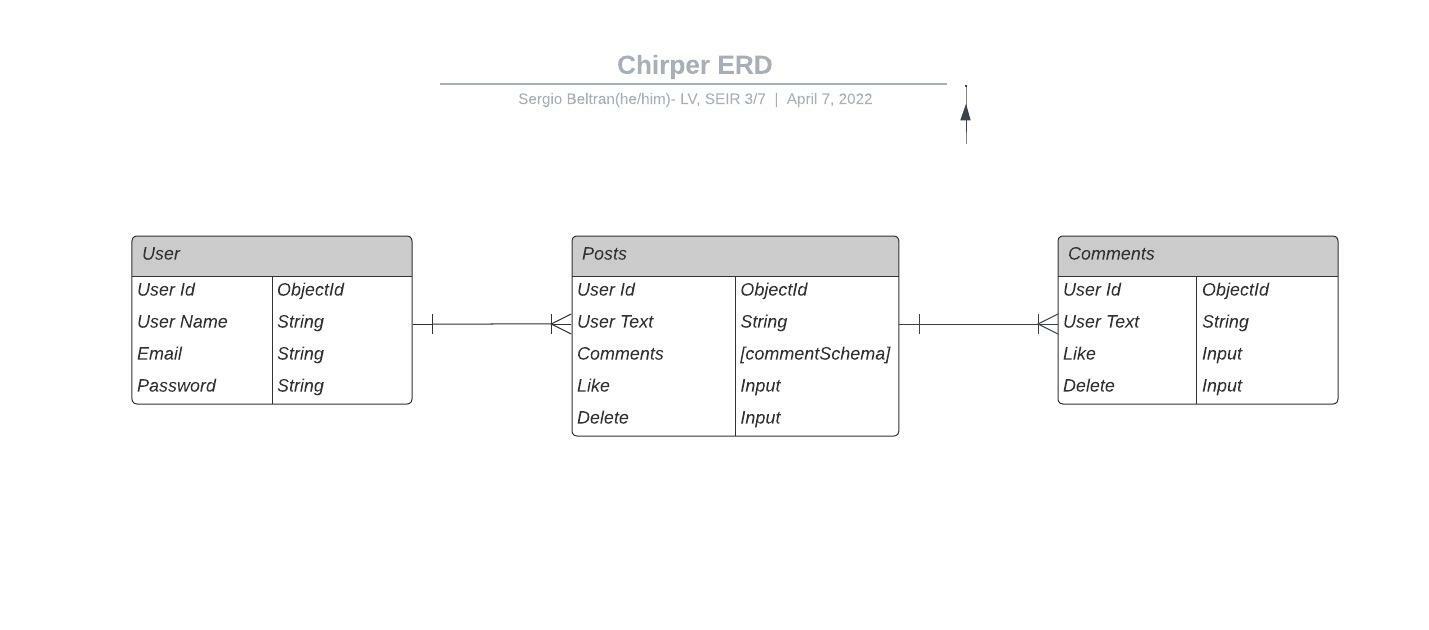 Chirper ERD
Sergio Beltran(he/him)- LV, SEIR 3/7 | April 7, 2022
User
User Id ObjectId
User Name String
Email String
Password String
Posts
User Id ObjectId
User Text String
Comments [commentSchema]
Like Input
Delete Input
Comments
User Id ObjectId
User Text String
Like Input
Delete Input